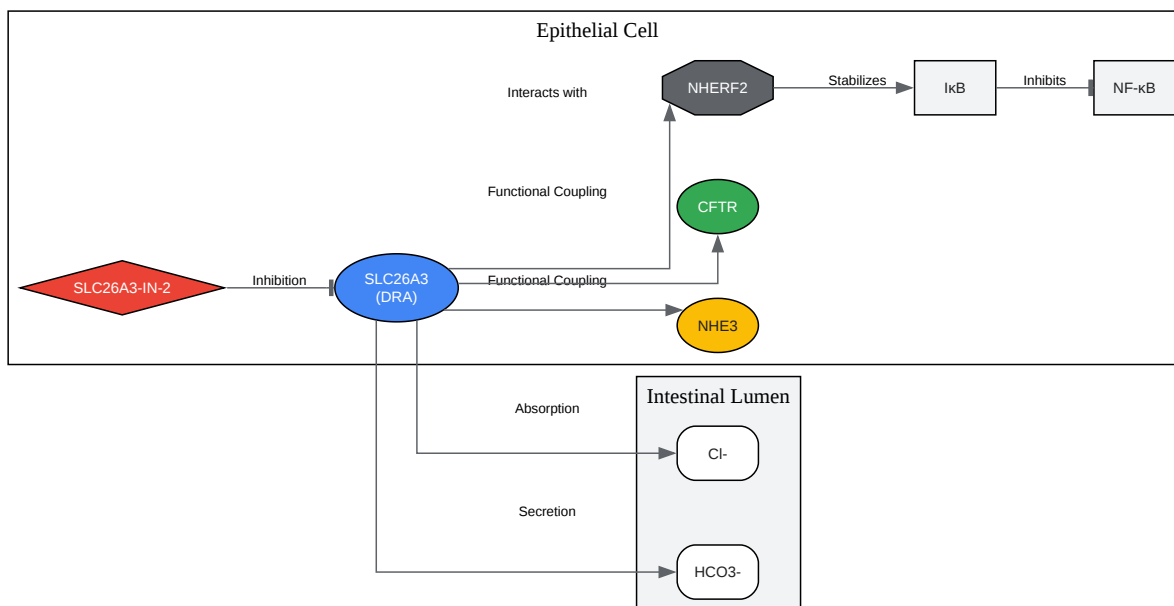 Epithelial Cell
Interacts with
NHERF2
Stabilizes
IκB
Inhibits
NF-κB
Functional Coupling
CFTR
SLC26A3-IN-2
Inhibition
SLC26A3
(DRA)
Functional Coupling
NHE3
Intestinal Lumen
Absorption
Cl-
Secretion
HCO3-